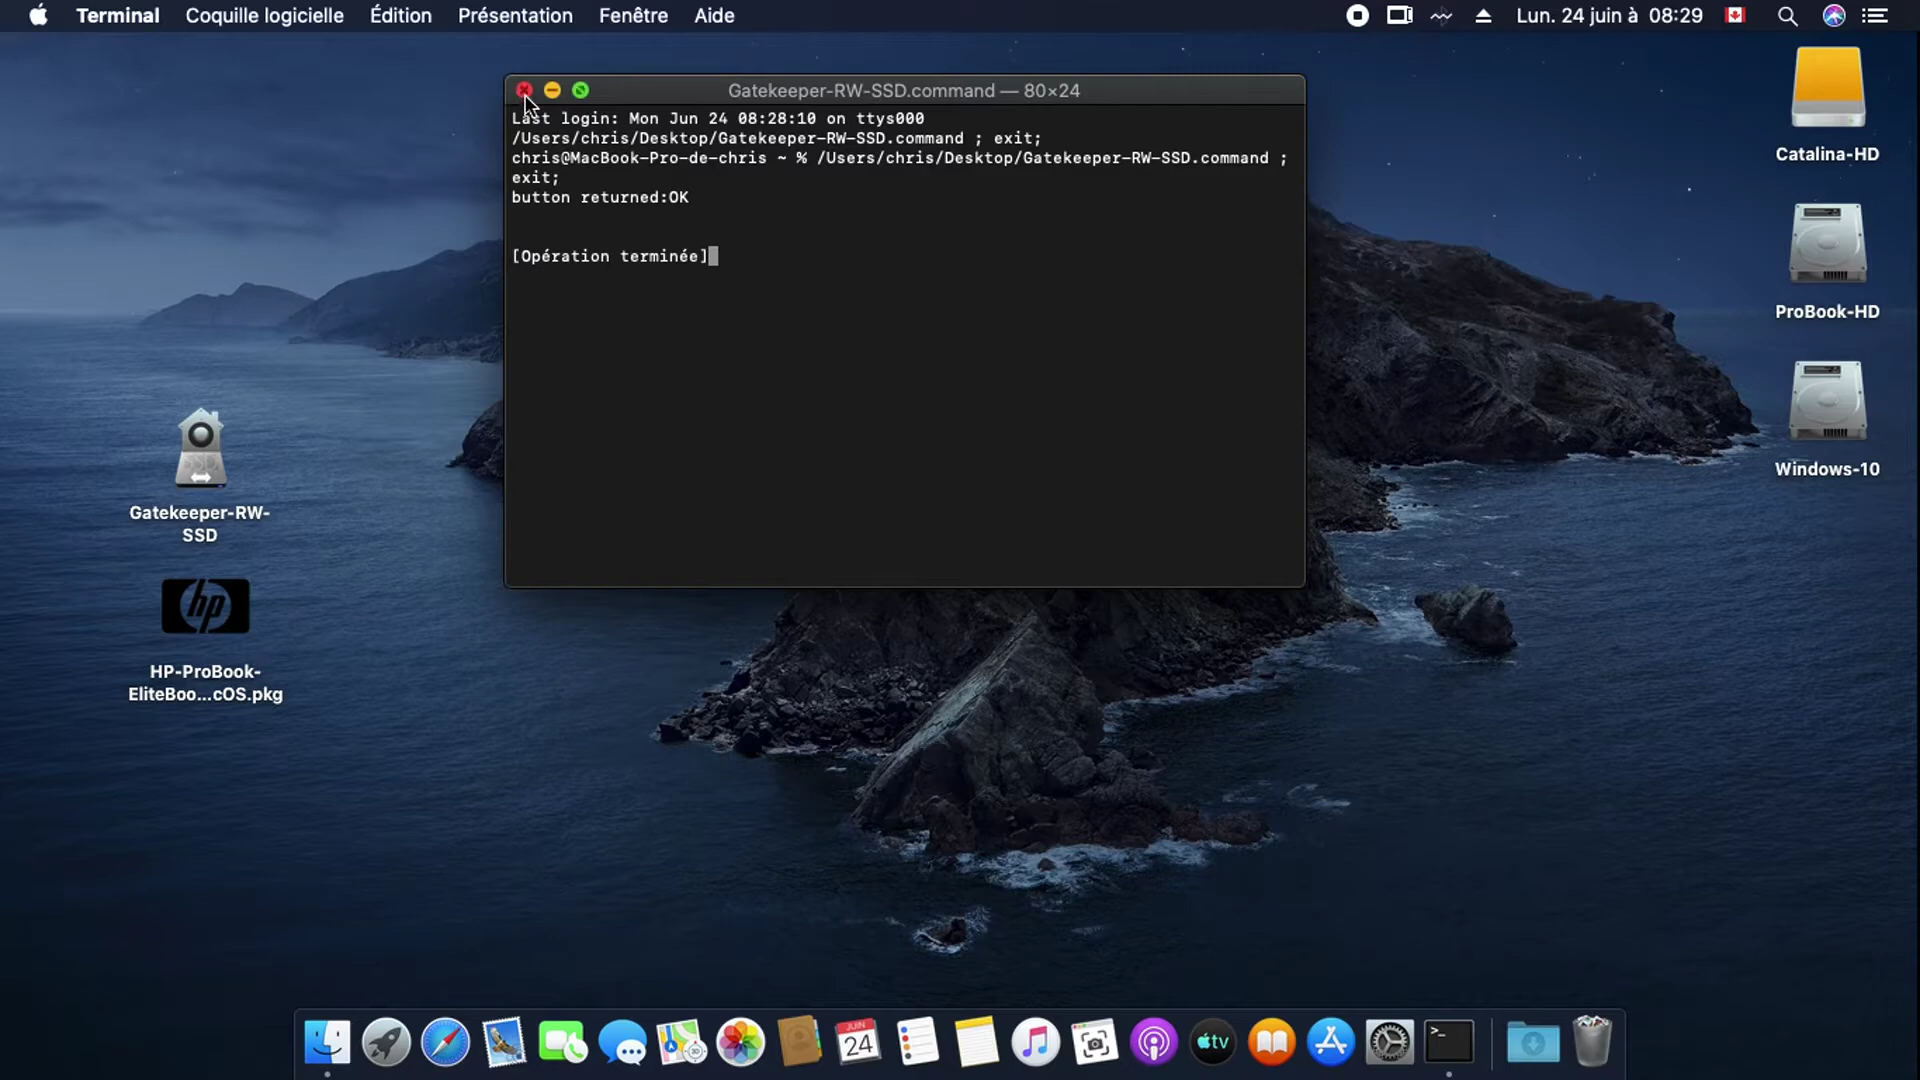 Terminal Coquille logicielle Édition Présentation Fenêtre Aide
Lun. 24 juin à 08:29
Gatekeeper-RW-SSD.command — 80×24
Last login: Mon Jun 24 08:28:10 on ttys000
/Users/chris/Desktop/Gatekeeper-RW-SSD.command ; exit;
chris@MacBook-Pro-de-chris ~ % /Users/chris/Desktop/Gatekeeper-RW-SSD.command ;
exit;
button returned:OK
[Opération terminée]
Catalina-HD
ProBook-HD
Windows-10
SSD
Gatekeeper-RW-
SSD
hp
HP-ProBook-
EliteBoo...cOS.pkg
JUIN
24
3D
tv
>_